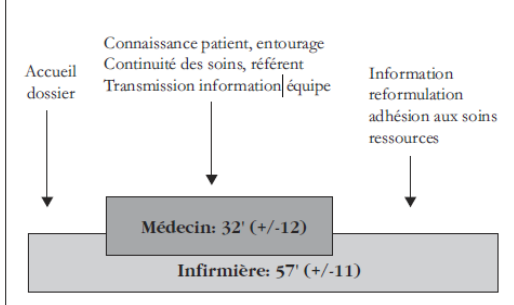 Accueil
dossier
Connaissance patient, entourage
Continuité des soins, référent
Transmission information équipe
Information
reformulation
adhésion aux soins
ressources
Médecin: 32' (+/-12)
Infirmière: 57' (+/-11)